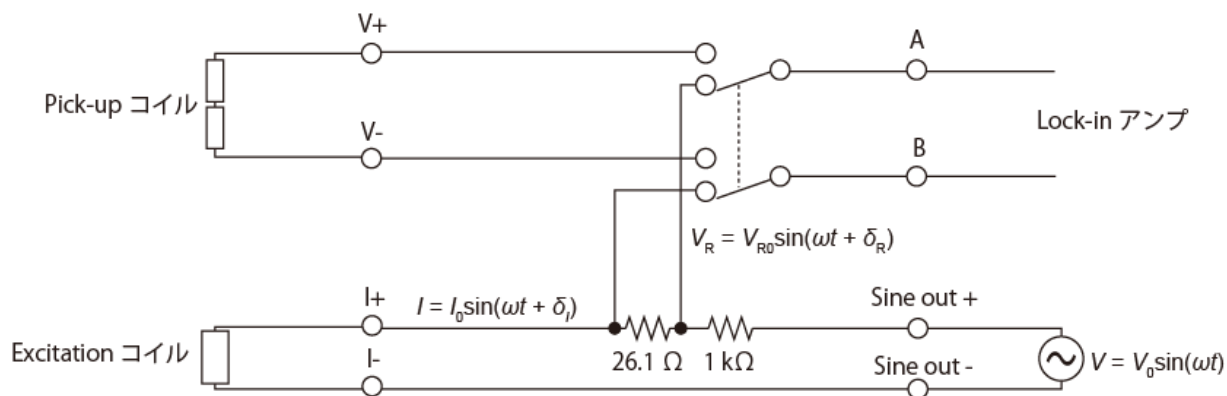 V+
A
Pick-up コイル
Lock-in アンプ
V-
B
V_R = V_R0 sin(ωt + δ_R)
I+
I = I_0 sin(ωt + δ_I)
Sine out +
Excitation コイル
I-
26.1 Ω
1 kΩ
Sine out -
V = V_0 sin(ωt)